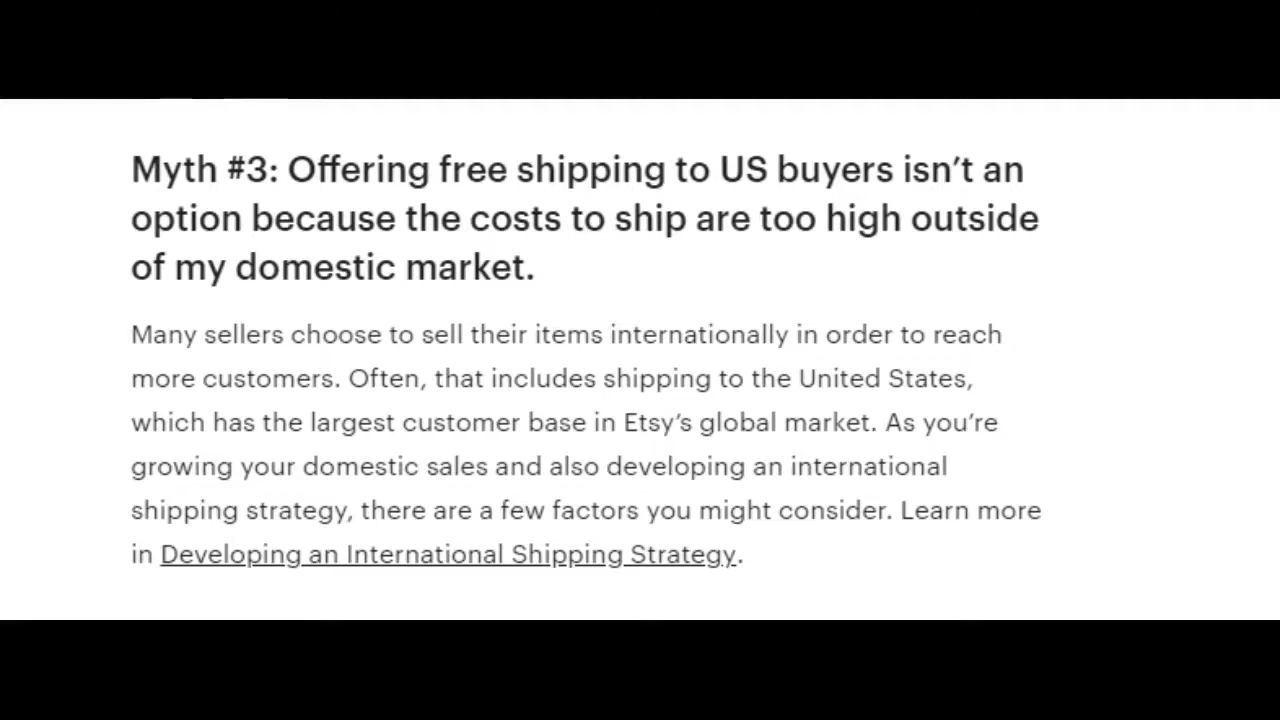 Myth #3: Offering free shipping to US buyers isn’t an
option because the costs to ship are too high outside
of my domestic market.
Many sellers choose to sell their items internationally in order to reach
more customers. Often, that includes shipping to the United States,
which has the largest customer base in Etsy’s global market. As you’re
growing your domestic sales and also developing an international
shipping strategy, there are a few factors you might consider. Learn more
in Developing an International Shipping Strategy.